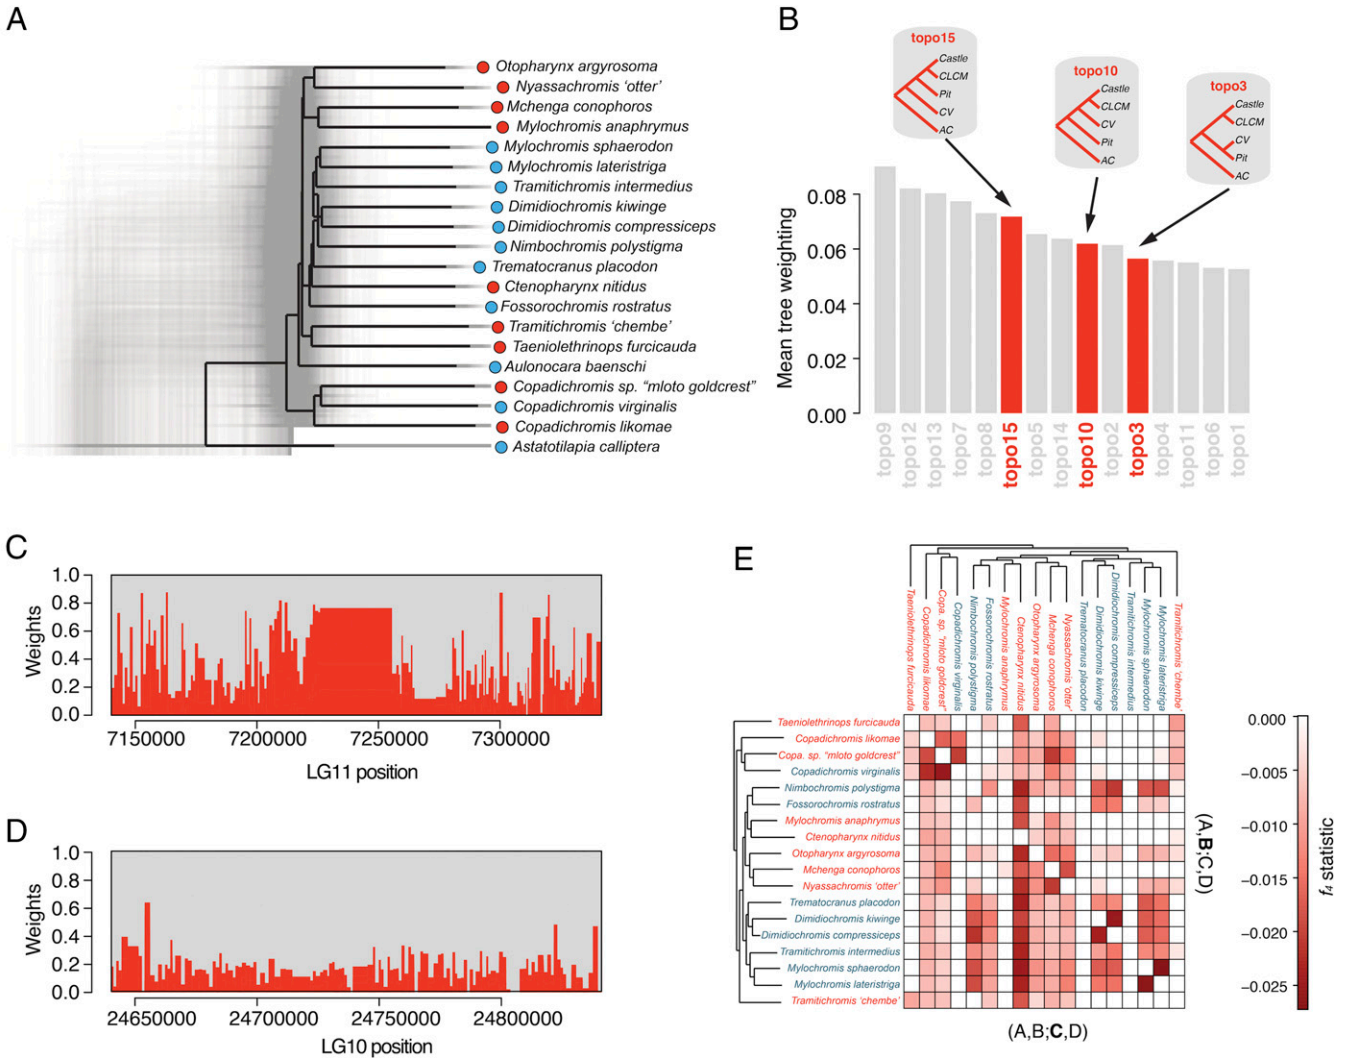 A
Otopharynx argyrosoma
Nyassachromis ‘otter’
Mchenga conophoros
Mylochromis anaphrymus
Mylochromis sphaerodon
Mylochromis lateristriga
Tramitichromis intermedius
Dimidiochromis kiwinge
Dimidiochromis compressiceps
Nimbochromis polystigma
Trematocranus placodon
Ctenopharynx nitidus
Fossorochromis rostratus
Tramitichromis ‘chembe’
Taeniolethrinops furcicauda
Aulonocara baenschi
Copadichromis sp. “mloto goldcrest”
Copadichromis virginalis
Copadichromis likomae
Astatotilapia calliptera
B
topo15
Castle
CLCM
Pit
CV
AC
topo10
Castle
CLCM
CV
Pit
AC
topo3
Castle
CLCM
CV
Pit
AC
Mean tree weighting
0.08
0.06
0.04
0.02
0.00
topo9
topo12
topo13
topo7
topo8
topo15
topo5
topo14
topo10
topo2
topo3
topo4
topo11
topo6
topo1
C
Weights
1.0
0.8
0.6
0.4
0.2
0.0
7150000 7200000 7250000 7300000
LG11 position
D
Weights
1.0
0.8
0.6
0.4
0.2
0.0
24650000 24700000 24750000 24800000
LG10 position
E
Taeniolethrinops furcicauda
Copadichromis likomae
Copa. sp. “mloto goldcrest”
Copadichromis virginalis
Nimbochromis polystigma
Fossorochromis rostratus
Mylochromis anaphrymus
Ctenopharynx nitidus
Otopharynx argyrosoma
Mchenga conophoros
Nyassachromis ‘otter’
Trematocranus placodon
Dimidiochromis kiwinge
Dimidiochromis compressiceps
Tramitichromis intermedius
Mylochromis sphaerodon
Mylochromis lateristriga
Tramitichromis ‘chembe’
Taeniolethrinops furcicauda
Copadichromis likomae
Copa. sp. “mloto goldcrest”
Copadichromis virginalis
Nimbochromis polystigma
Fossorochromis rostratus
Mylochromis anaphrymus
Ctenopharynx nitidus
Otopharynx argyrosoma
Mchenga conophoros
Nyassachromis ‘otter’
Trematocranus placodon
Dimidiochromis kiwinge
Dimidiochromis compressiceps
Tramitichromis intermedius
Mylochromis sphaerodon
Mylochromis lateristriga
Tramitichromis ‘chembe’
(A,B;C,D)
(A,B;C,D)
0.000
−0.005
−0.010
−0.015
−0.020
−0.025
f4 statistic